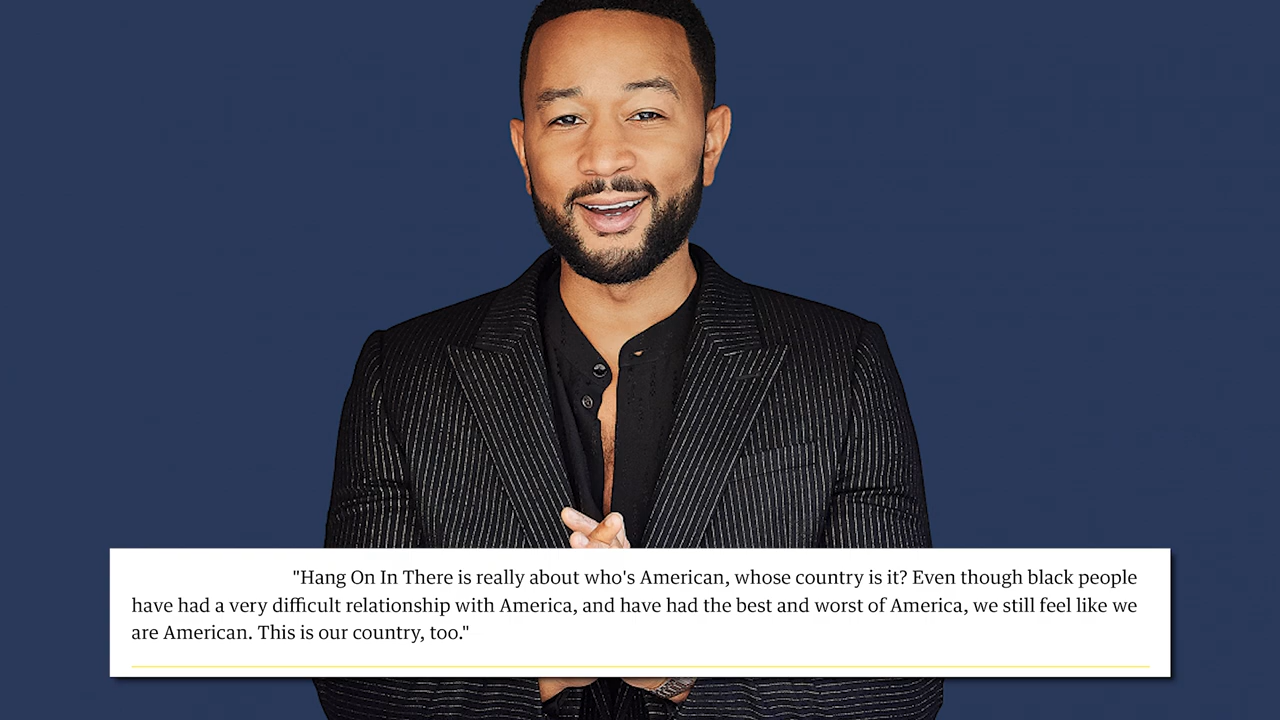 "Hang On In There is really about who's American, whose country is it? Even though black people
have had a very difficult relationship with America, and have had the best and worst of America, we still feel like we
are American. This is our country, too."